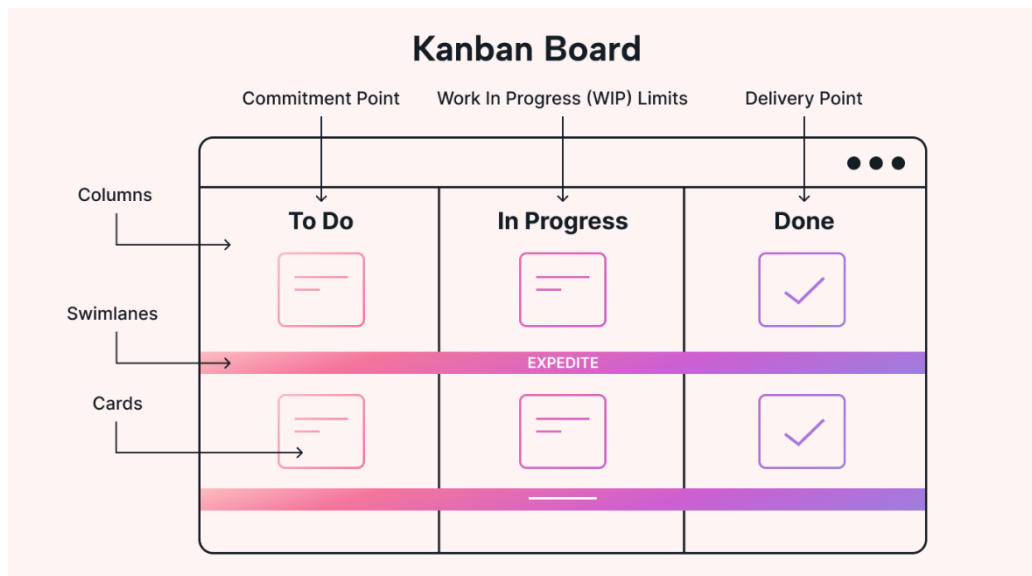 Kanban Board
Commitment Point
Work In Progress (WIP) Limits
Delivery Point
Columns
To Do
In Progress
Done
Swimlanes
EXPEDITE
Cards